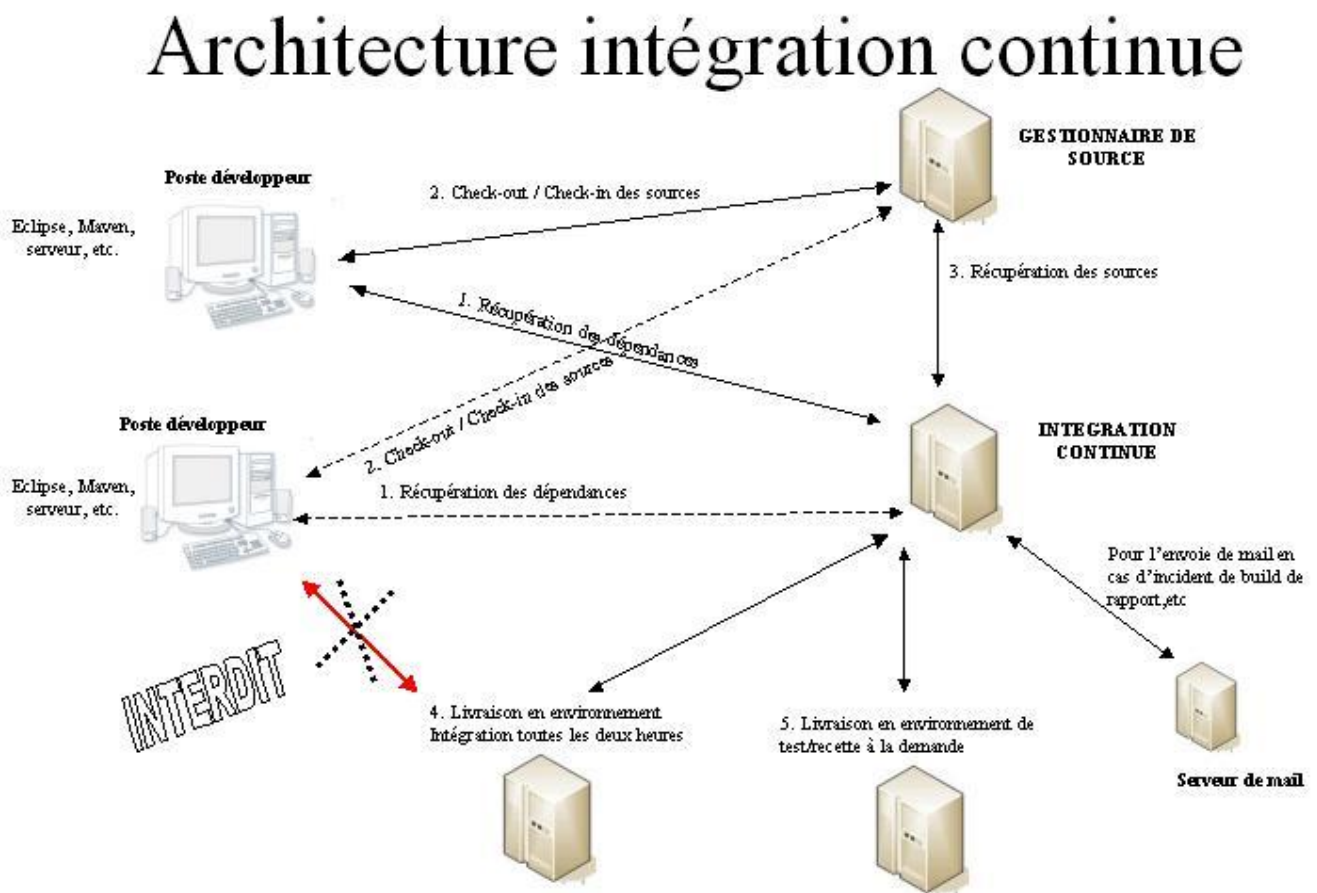 Architecture intégration continue
GESTIONNAIRE DE
SOURCE
Poste développeur
2. Check-out / Check-in des sources
Eclipse, Maven,
serveur, etc.
3. Récupération des sources
1. Récupération des dépendances
2. Check-out / Check-in des sources
Poste développeur
INTEGRATION
CONTINUE
Eclipse, Maven,
serveur, etc.
1. Récupération des dépendances
Pour l'envoie de mail en
cas d'incident de build de
rapport,etc
INTERDIT
4. Livraison en environnement
Intégration toutes les deux heures
5. Livraison en environnement de
test/recette à la demande
Serveur de mail